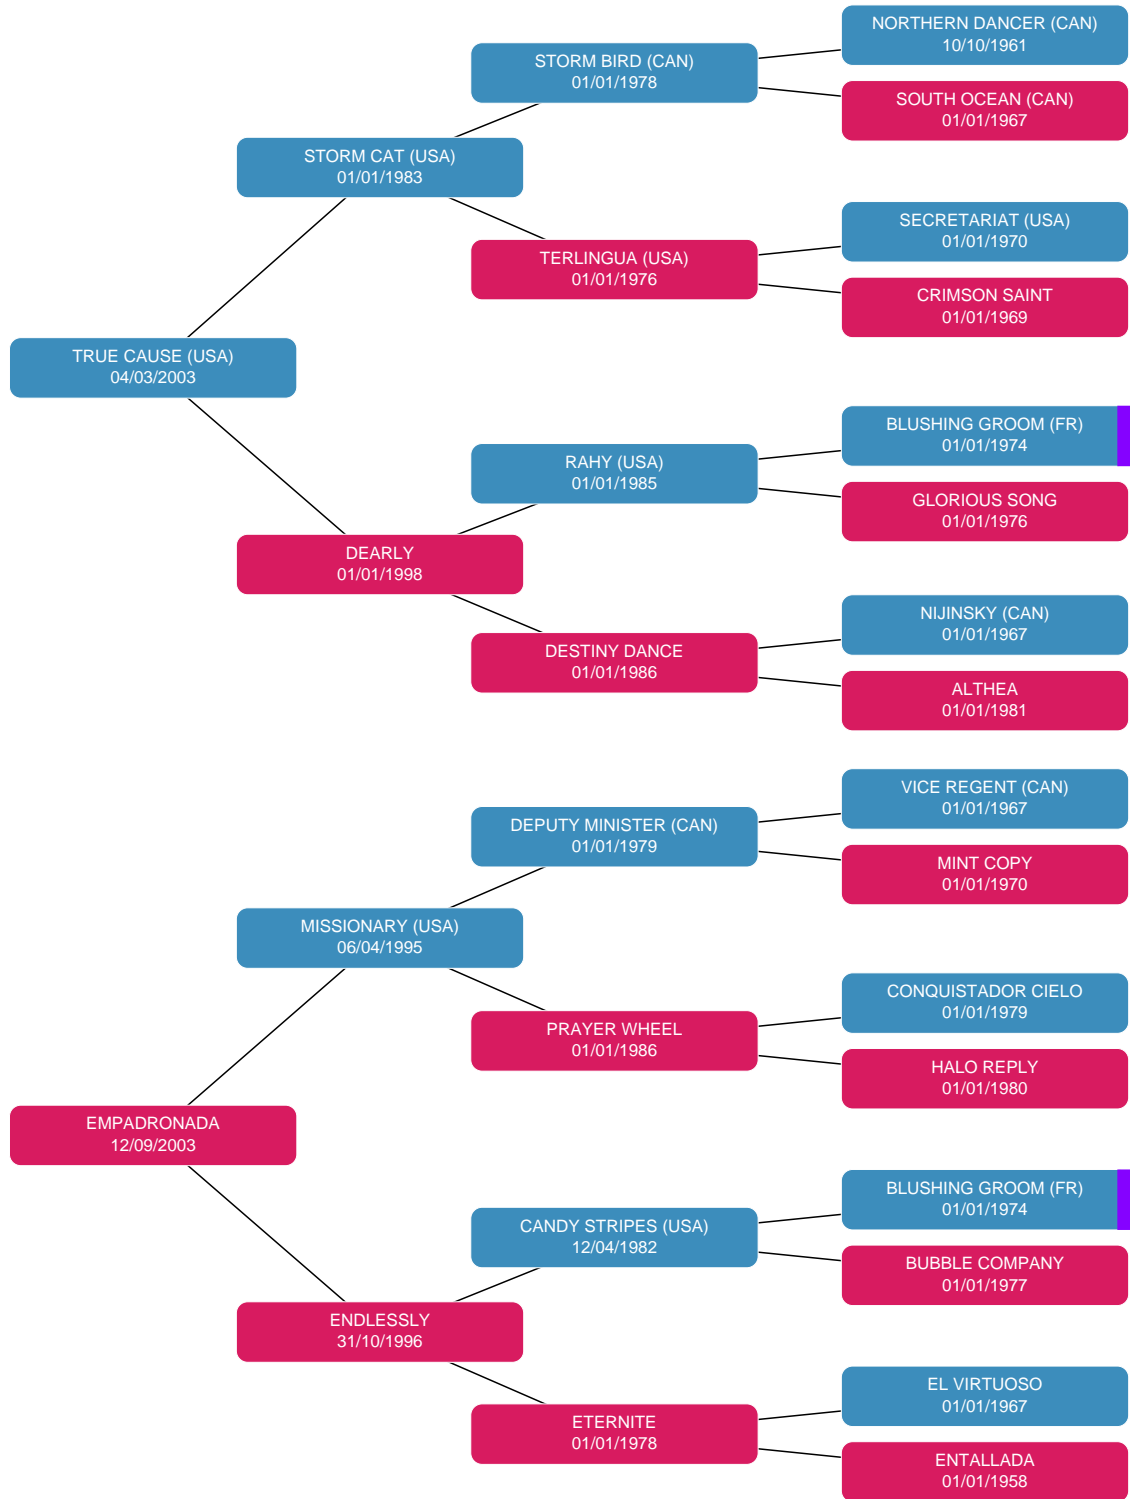 NORTHERN DANCER (CAN)
10/10/1961
STORM BIRD (CAN)
01/01/1978
SOUTH OCEAN (CAN)
01/01/1967
STORM CAT (USA)
01/01/1983
SECRETARIAT (USA)
01/01/1970
TERLINGUA (USA)
01/01/1976
CRIMSON SAINT
01/01/1969
TRUE CAUSE (USA)
04/03/2003
BLUSHING GROOM (FR)
01/01/1974
RAHY (USA)
01/01/1985
GLORIOUS SONG
01/01/1976
DEARLY
01/01/1998
NIJINSKY (CAN)
01/01/1967
DESTINY DANCE
01/01/1986
ALTHEA
01/01/1981
VICE REGENT (CAN)
01/01/1967
DEPUTY MINISTER (CAN)
01/01/1979
MINT COPY
01/01/1970
MISSIONARY (USA)
06/04/1995
CONQUISTADOR CIELO
01/01/1979
PRAYER WHEEL
01/01/1986
HALO REPLY
01/01/1980
EMPADRONADA
12/09/2003
BLUSHING GROOM (FR)
01/01/1974
CANDY STRIPES (USA)
12/04/1982
BUBBLE COMPANY
01/01/1977
ENDLESSLY
31/10/1996
EL VIRTUOSO
01/01/1967
ETERNITE
01/01/1978
ENTALLADA
01/01/1958